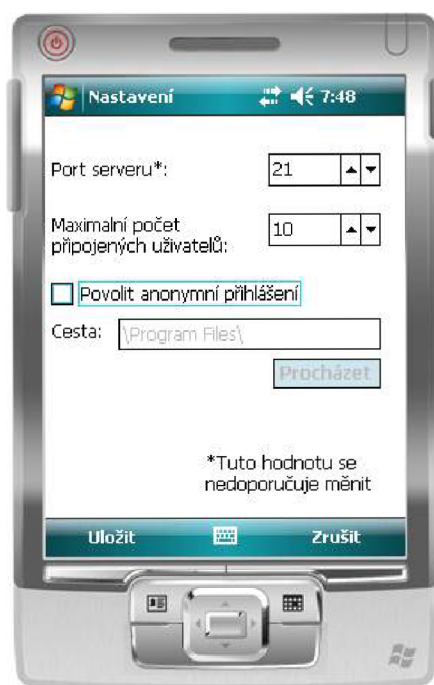 Nastavení 7:48
Port serveru*: 21
Maximalní počet
připojených uživatelů: 10
Povolit anonymní přihlášení
Cesta: \Program Files\
Procházet
*Tuto hodnotu se
nedoporučuje měnit
Uložit Zrušit